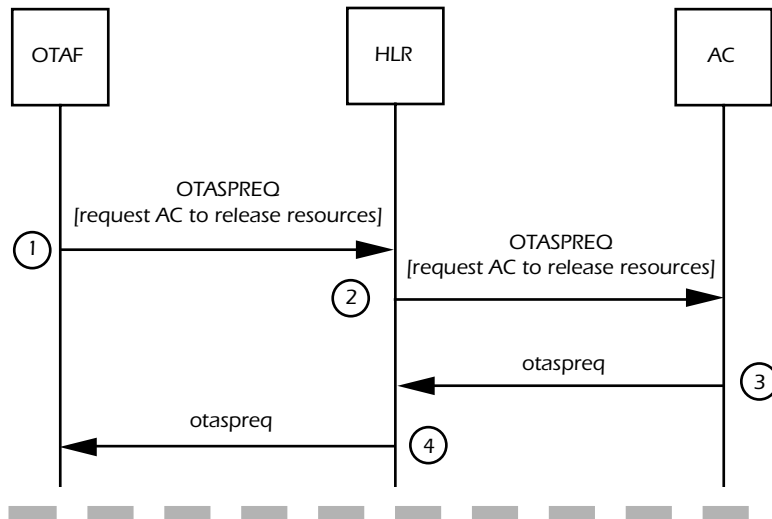 OTAF
HLR
AC
OTASPREQ
[request AC to release resources]
1
OTASPREQ
[request AC to release resources]
2
otaspreq
3
otaspreq
4